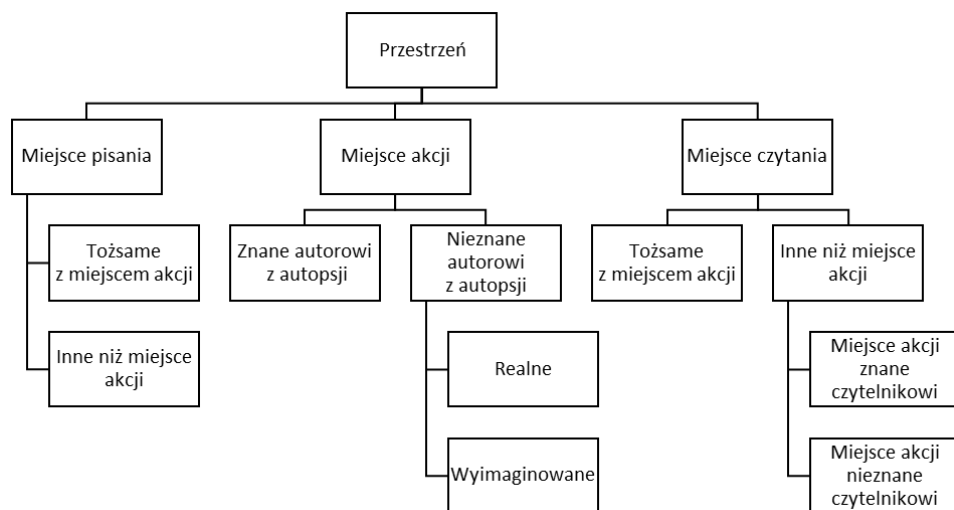 Przestrzeń
Miejsce pisania
Miejsce akcji
Miejsce czytania
Tożsame
z miejscem akcji
Znane autorowi
z autopsji
Nieznane
autorowi
z autopsji
Tożsame
z miejscem akcji
Inne niż miejsce
akcji
Inne niż miejsce
akcji
Realne
Miejsce akcji
znane
czytelnikowi
Wyimaginowane
Miejsce akcji
nieznane
czytelnikowi